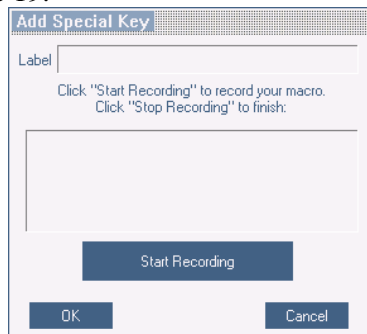 Add Special Key
Label
Click "Start Recording" to record your macro.
Click "Stop Recording" to finish:
Start Recording
OK Cancel